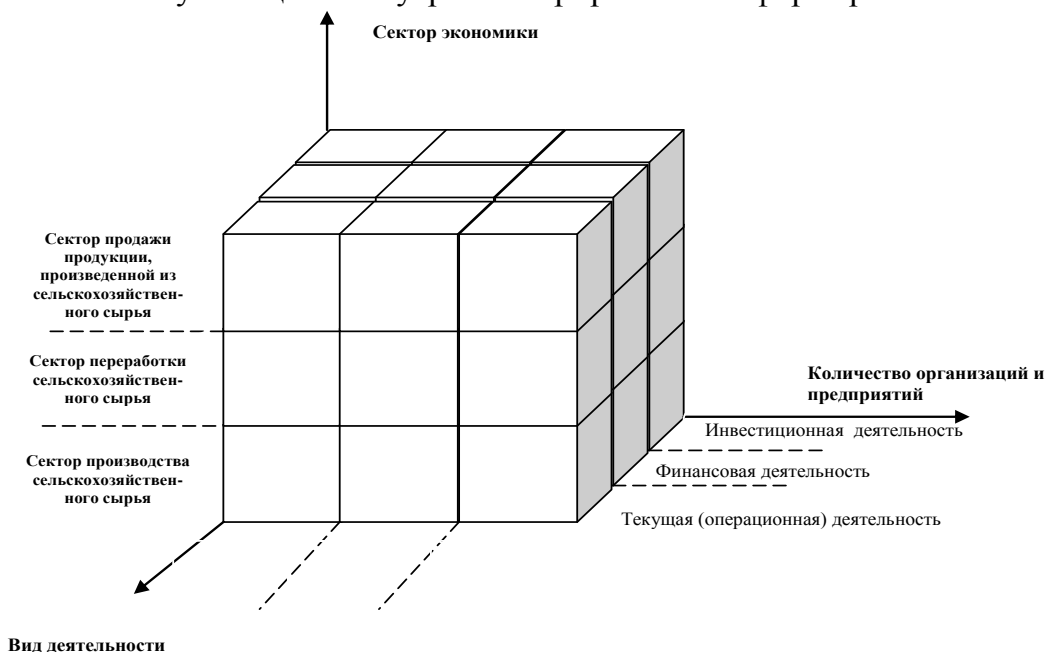 Сектор экономики
Сектор продажи
продукции,
произведенной из
сельскохозяйствен-
ного сырья
Сектор переработки
сельскохозяйствен-
ного сырья
Количество организаций и
предприятий
Инвестиционная деятельность
Финансовая деятельность
Сектор производства
сельскохозяйствен-
ного сырья
Текущая (операционная) деятельность
Вид деятельности